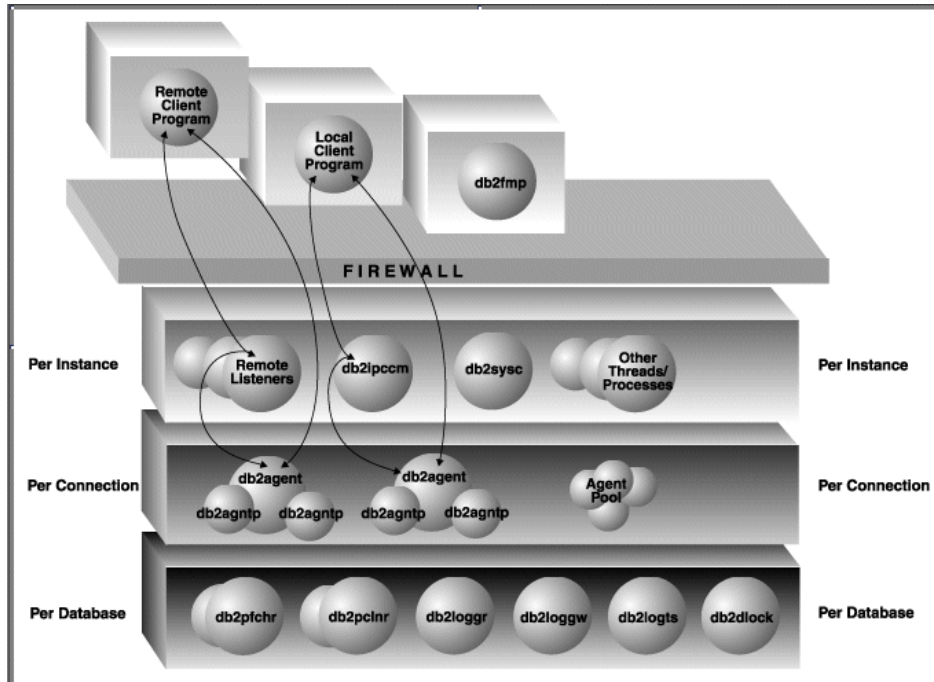 Remote
Client
Program
Local
Client
Program
db2fmp
FIREWALL
Per Instance
Remote
Listeners
db2ipccm
db2sysc
Other
Threads/
Processes
Per Instance
Per Connection
db2agent
db2agntp
db2agntp
db2agent
db2agntp
db2agntp
Agent
Pool
Per Connection
Per Database
db2pfchr
db2pclnr
db2loggr
db2loggw
db2logts
db2dlock
Per Database